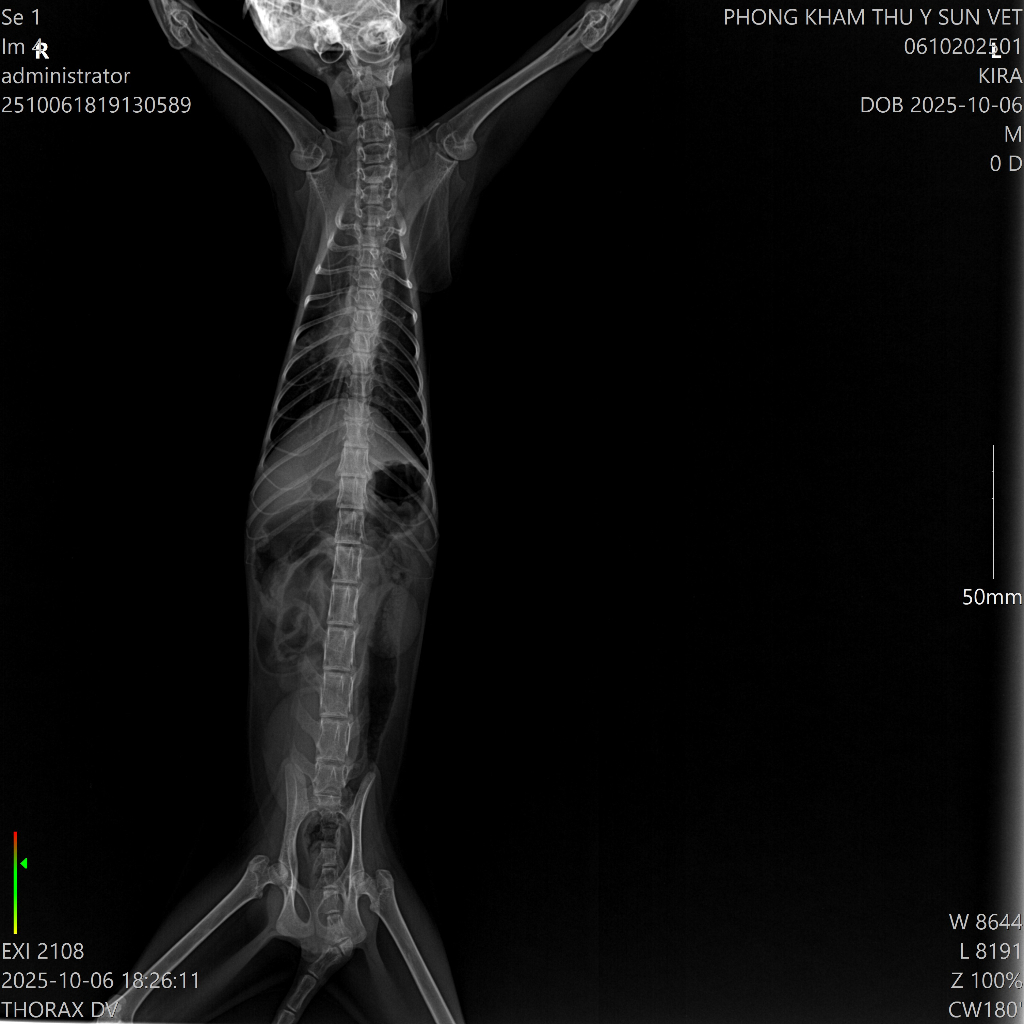 Se 1
Im 4
R
administrator
2510061819130589
PHONG KHAM THU Y SUN VET
0610202501
L
KIRA
DOB 2025-10-06
M
0 D
50mm
EXI 2108
2025-10-06 18:26:11
THORAX DV
W 8644
L 8191
Z 100%
CW180°